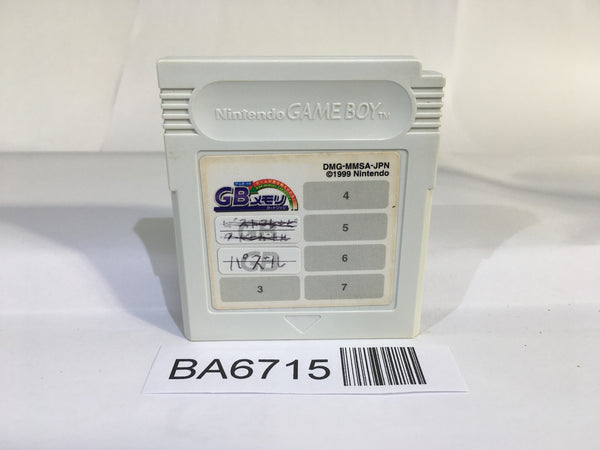 Nintendo GAME BOY TM
DMG-MMSA-JPN
©1999 Nintendo
GBメモリ
4
5
パズル
6
3
7
BA6715